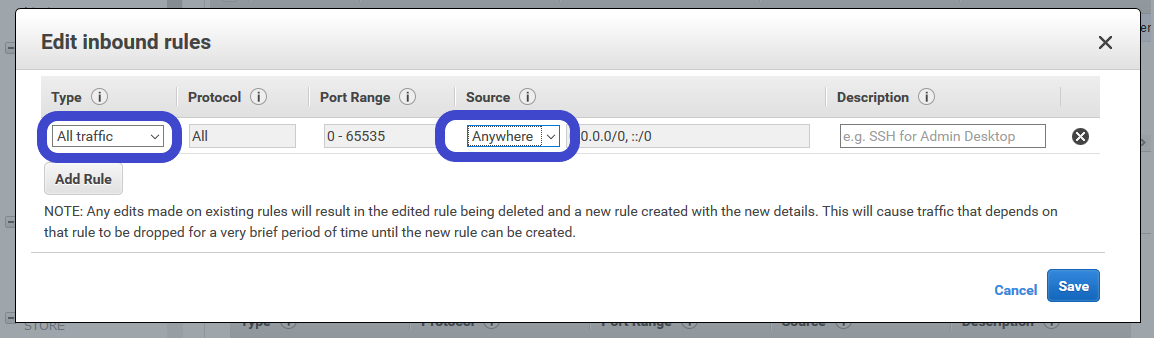 Edit inbound rules
er
Type Protocol Port Range Source Description
All traffic All 0 - 65535 Anywhere 0.0.0/0, ::/0 e.g. SSH for Admin Desktop
Add Rule
NOTE: Any edits made on existing rules will result in the edited rule being deleted and a new rule created with the new details. This will cause traffic that depends on
that rule to be dropped for a very brief period of time until the new rule can be created.
Cancel Save
STORE Type Protocol Port Range Source Description